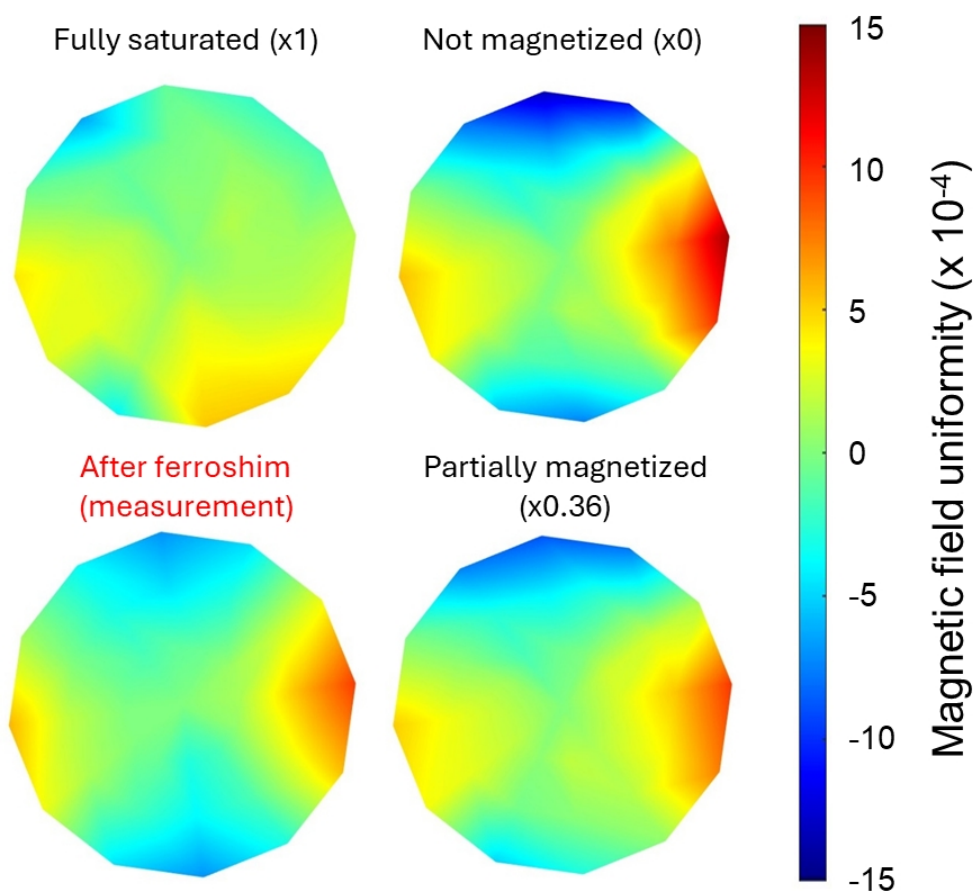 Fully saturated (x1)
Not magnetized (x0)
After ferroshim
(measurement)
Partially magnetized
(x0.36)
15
10
5
0
-5
-10
-15
Magnetic field uniformity (x 10⁻⁴)